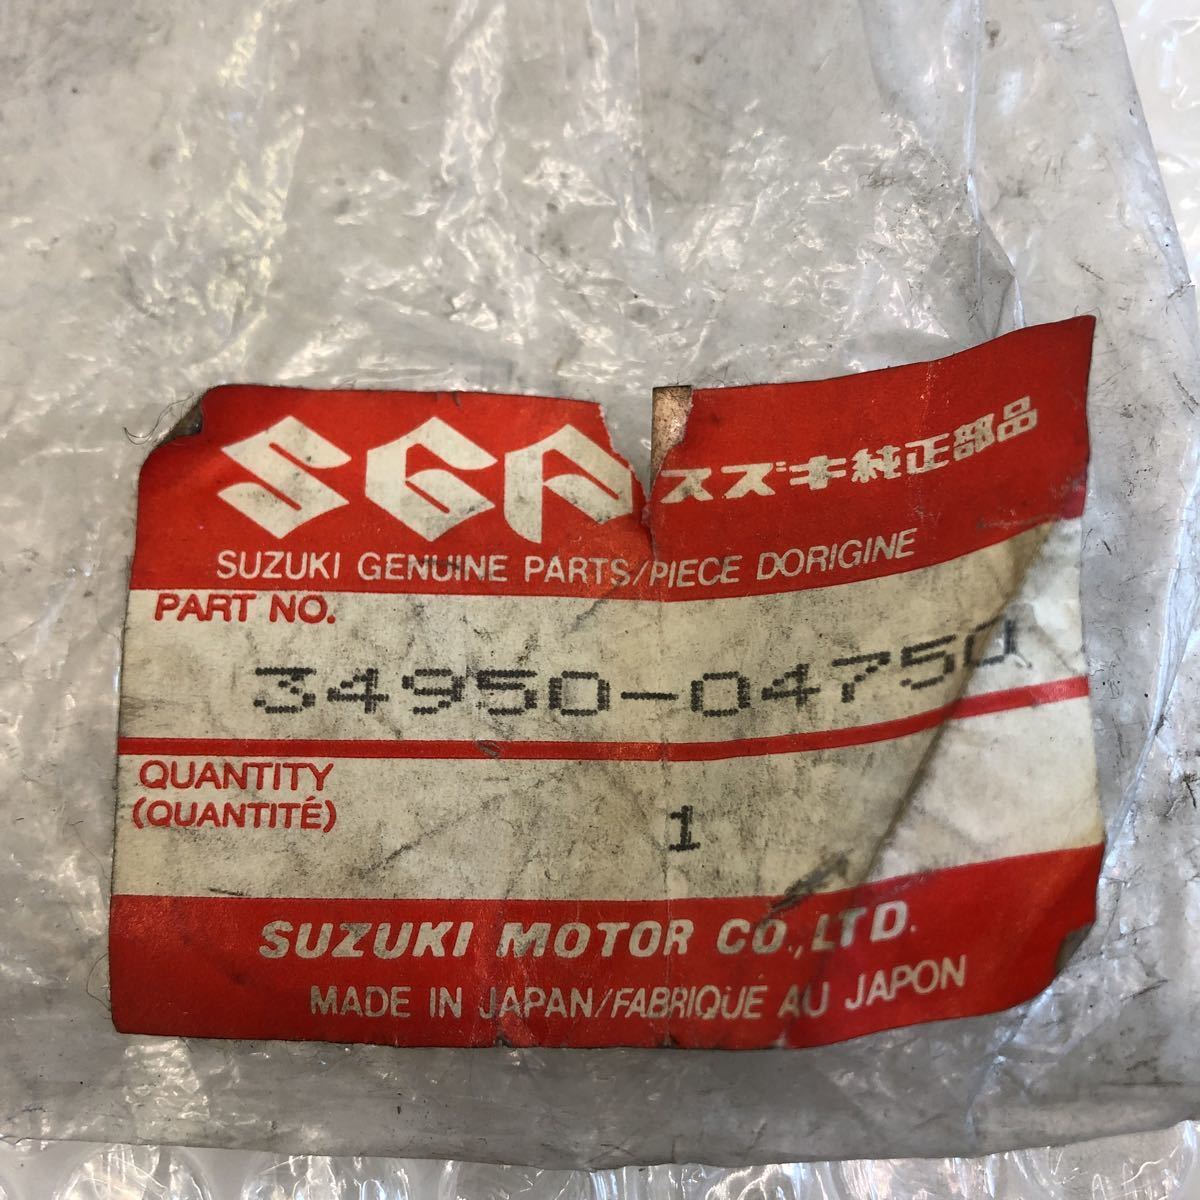 SGP スズキ純正部品
SUZUKI GENUINE PARTS/PIECE DORIGINE
PART NO.
34950-04750
QUANTITY
(QUANTITÉ)
1
SUZUKI MOTOR CO.,LTD.
MADE IN JAPAN/FABRIQUE AU JAPON